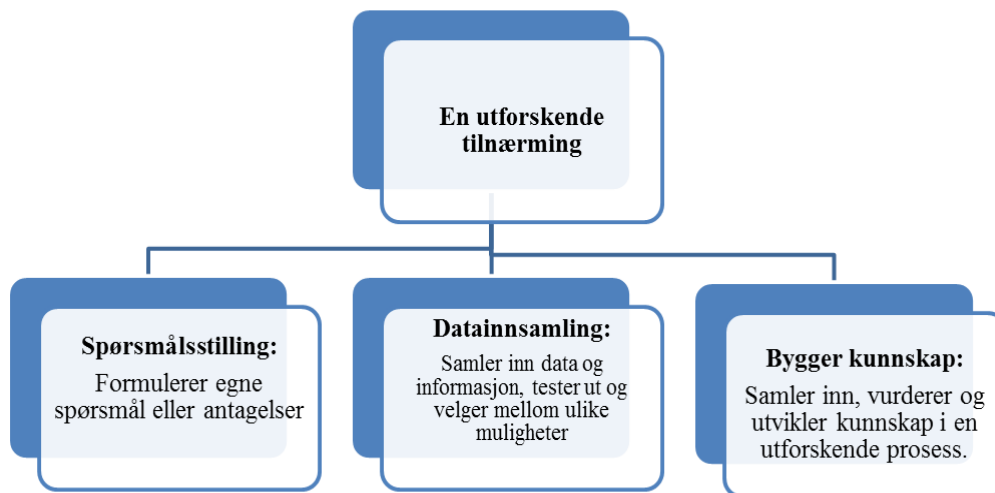 En utforskende
tilnærming
Spørsmålsstilling:
Formulerer egne
spørsmål eller antagelser
Datainnsamling:
Samler inn data og
informasjon, tester ut og
velger mellom ulike
muligheter
Bygger kunnskap:
Samler inn, vurderer og
utvikler kunnskap i en
utforskende prosess.